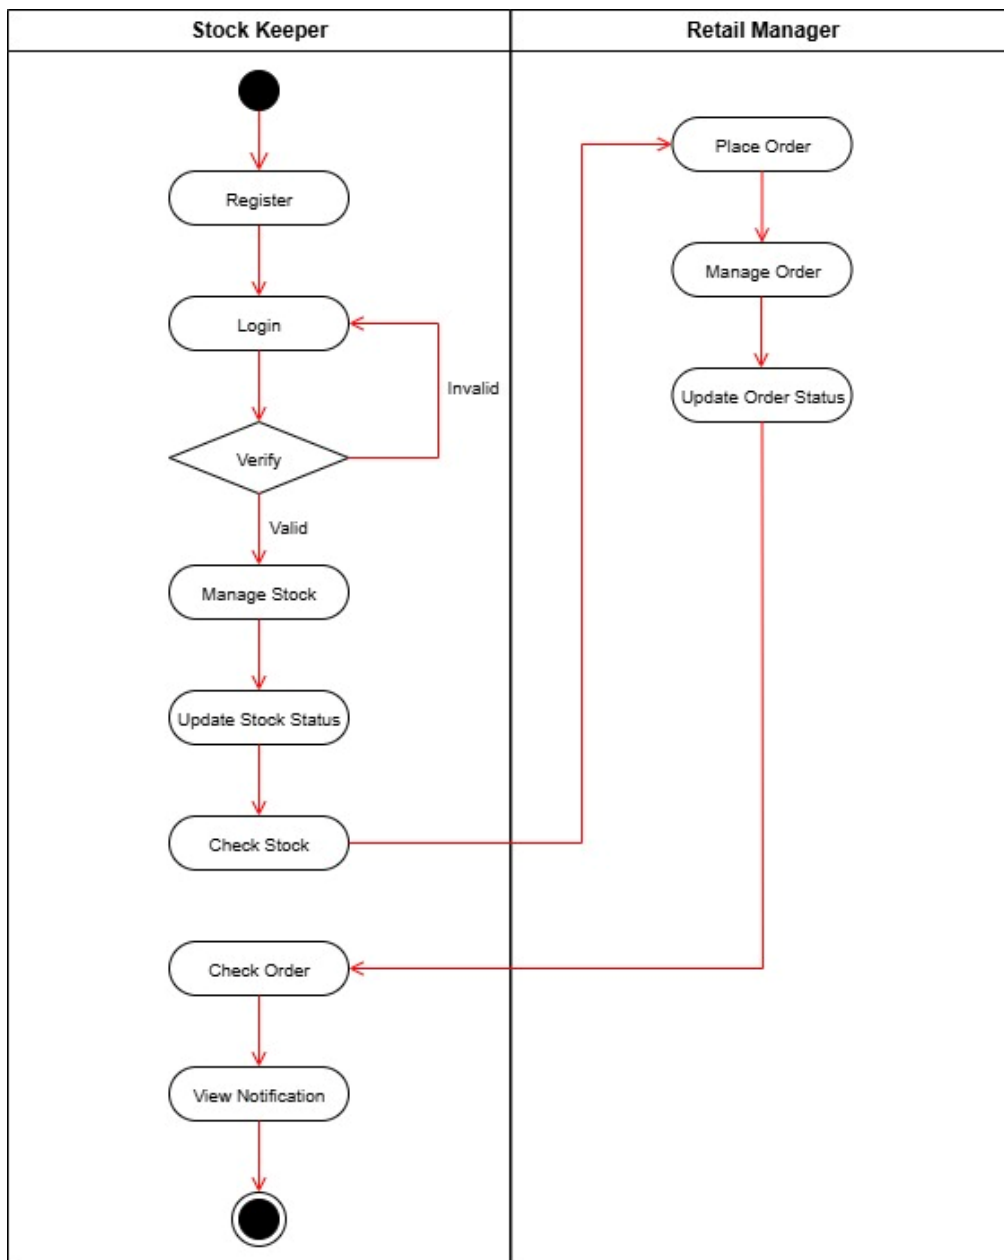 Stock Keeper
Retail Manager
Register
Login
Invalid
Verify
Valid
Manage Stock
Update Stock Status
Check Stock
Check Order
View Notification
Place Order
Manage Order
Update Order Status